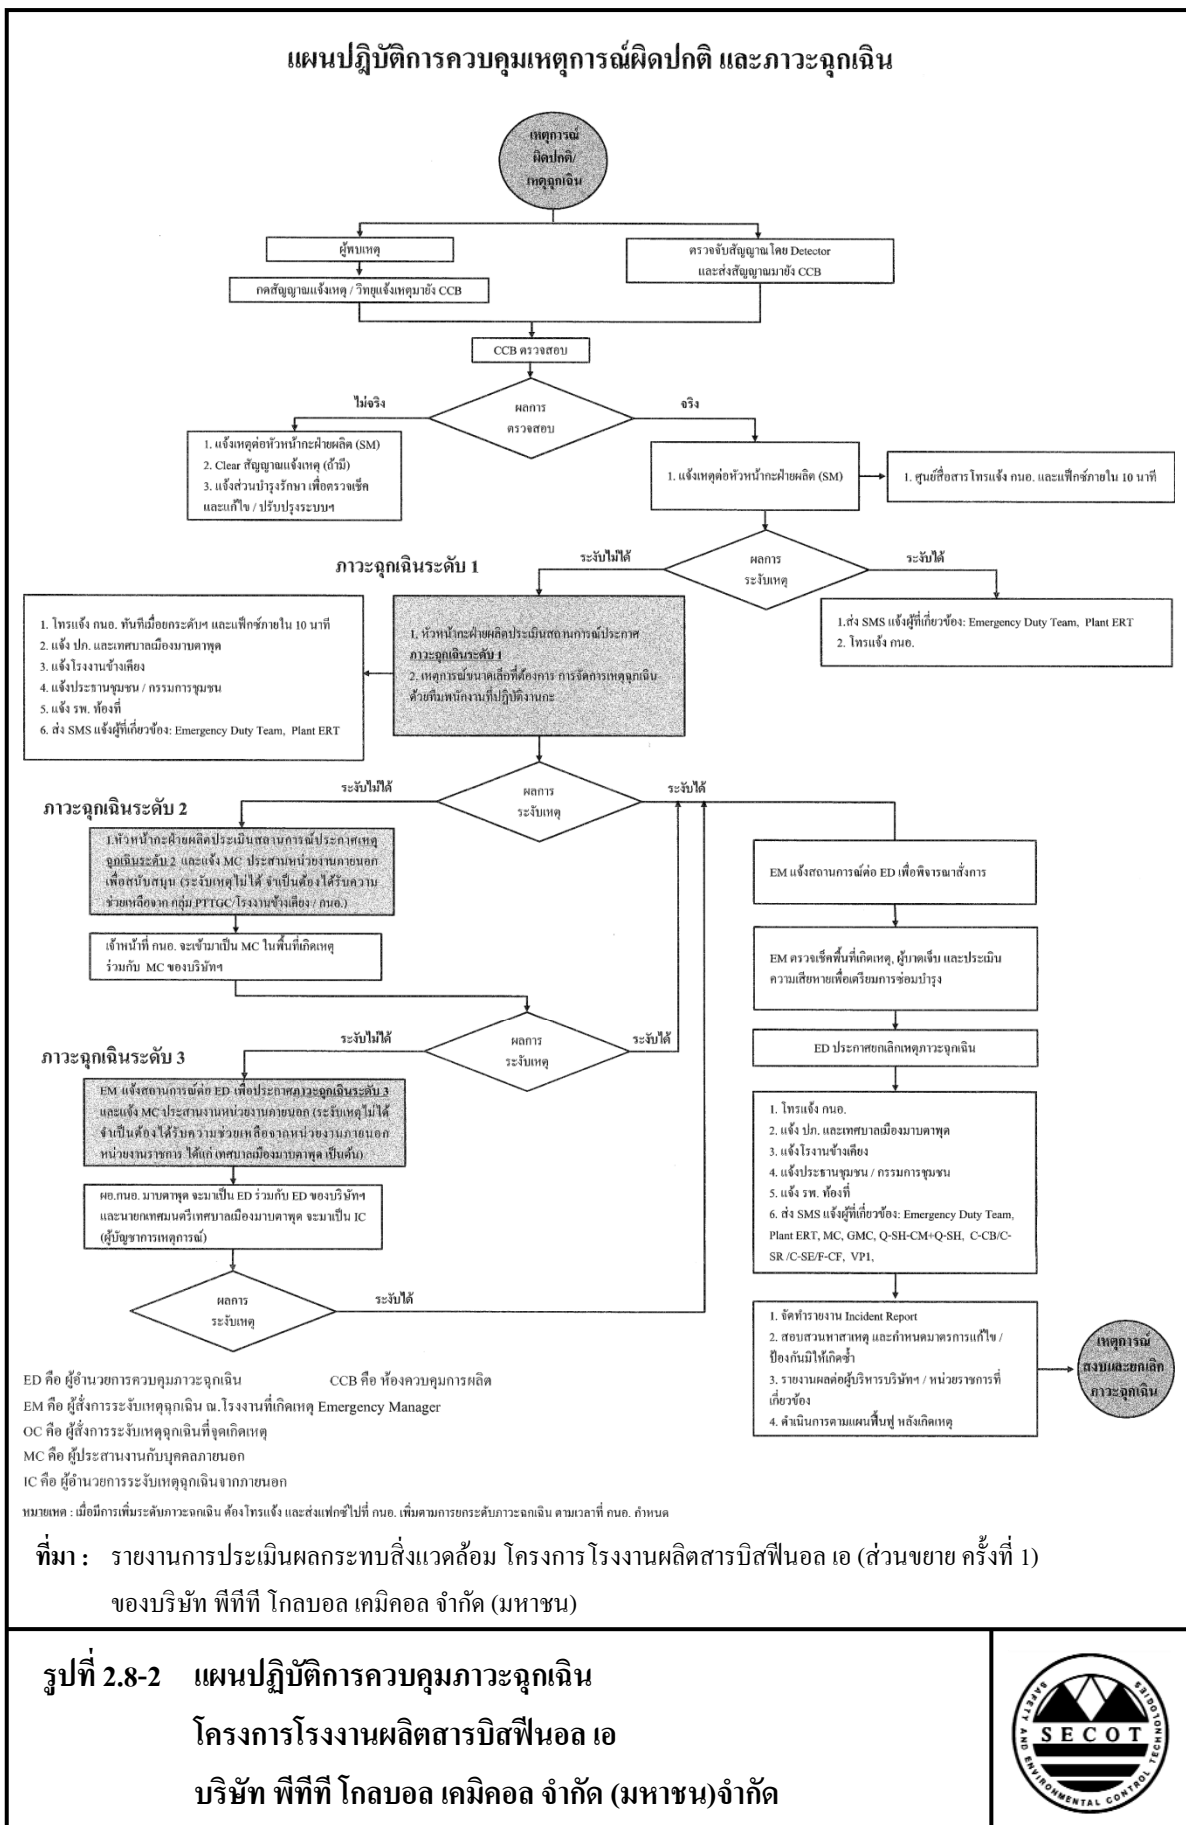 แผนปฎิบัติการควบคุมเหตุการณ์ผิดปกติ และภาวะฉุกเฉิน
เหตุการณ์
ผิดปกติ/
เหตุฉุกเฉิน
ผู้พบเหตุ
ตรวจจับสัญญาณโดย Detector
และส่งสัญญาณมายัง CCB
กดสัญญาณแจ้งเหตุ / วิทยุแจ้งเหตุมายัง CCB
CCB ตรวจสอบ
ผลการ
ตรวจสอบ
ไม่จริง
จริง
1. แจ้งเหตุต่อหัวหน้ากะฝ่ายผลิต (SM)
2. Clear สัญญาณแจ้งเหตุ (ถ้ามี)
3. แจ้งส่วนบำรุงรักษา เพื่อตรวจเช็ค
และแก้ไข / ปรับปรุงระบบฯ
1. แจ้งเหตุต่อหัวหน้ากะฝ่ายผลิต (SM)
1. ศูนย์สื่อสารโทรแจ้ง กนอ. และแฟ็กซ์ภายใน 10 นาที
ผลการ
ระงับเหตุ
ระงับไม่ได้
ระงับได้
ภาวะฉุกเฉินระดับ 1
1. โทรแจ้ง กนอ. ทันทีเมื่อยกระดับฯ และแฟ็กซ์ภายใน 10 นาที
2. แจ้ง ปภ. และเทศบาลเมืองมาบตาพุด
3. แจ้งโรงงานข้างเคียง
4. แจ้งประธานชุมชน / กรรมการชุมชน
5. แจ้ง รพ. ท้องที่
6. ส่ง SMS แจ้งผู้ที่เกี่ยวข้อง: Emergency Duty Team, Plant ERT
1. หัวหน้ากะฝ่ายผลิตประเมินสถานการณ์ประกาศ
ภาวะฉุกเฉินระดับ 1
2. เหตุการณ์ขนาดเล็กที่ต้องการ การจัดการเหตุฉุกเฉิน
ด้วยทีมพนักงานที่ปฏิบัติงานกะ
1.ส่ง SMS แจ้งผู้ที่เกี่ยวข้อง: Emergency Duty Team, Plant ERT
2. โทรแจ้ง กนอ.
ผลการ
ระงับเหตุ
ระงับไม่ได้
ระงับได้
ภาวะฉุกเฉินระดับ 2
1.หัวหน้ากะฝ่ายผลิตประเมินสถานการณ์ประกาศเหตุ
ฉุกเฉินระดับ 2 และแจ้ง MC ประสานหน่วยงานภายนอก
เพื่อสนับสนุน (ระงับเหตุไม่ได้ จำเป็นต้องได้รับความ
ช่วยเหลือจาก กลุ่ม PTTGC/โรงงานข้างเคียง / กนอ.)
เจ้าหน้าที่ กนอ. จะเข้ามาเป็น MC ในพื้นที่เกิดเหตุ
ร่วมกับ MC ของบริษัทฯ
ผลการ
ระงับเหตุ
ระงับไม่ได้
ระงับได้
ภาวะฉุกเฉินระดับ 3
EM แจ้งสถานการณ์ต่อ ED เพื่อประกาศภาวะฉุกเฉินระดับ 3
และแจ้ง MC ประสานงานหน่วยงานภายนอก (ระงับเหตุไม่ได้
จำเป็นต้องได้รับความช่วยเหลือจากหน่วยงานภายนอก
หน่วยงานราชการ ได้แก่ เทศบาลเมืองมาบตาพุด เป็นต้น)
ผอ.กนอ. มาบตาพุด จะมาเป็น ED ร่วมกับ ED ของบริษัทฯ
และนายกเทศมนตรีเทศบาลเมืองมาบตาพุด จะมาเป็น IC
(ผู้บัญชาการเหตุการณ์)
ผลการ
ระงับเหตุ
ระงับได้
EM แจ้งสถานการณ์ต่อ ED เพื่อพิจารณาสั่งการ
EM ตรวจเช็คพื้นที่เกิดเหตุ, ผู้บาดเจ็บ และประเมิน
ความเสียหายเพื่อเตรียมการซ่อมบำรุง
ED ประกาศยกเลิกเหตุภาวะฉุกเฉิน
1. โทรแจ้ง กนอ.
2. แจ้ง ปภ. และเทศบาลเมืองมาบตาพุด
3. แจ้งโรงงานข้างเคียง
4. แจ้งประธานชุมชน / กรรมการชุมชน
5. แจ้ง รพ. ท้องที่
6. ส่ง SMS แจ้งผู้ที่เกี่ยวข้อง: Emergency Duty Team,
Plant ERT, MC, GMC, Q-SH-CM+Q-SH, C-CB/C-
SR /C-SE/F-CF, VP1,
1. จัดทำรายงาน Incident Report
2. สอบสวนหาสาเหตุ และกำหนดมาตรการแก้ไข /
ป้องกันมิให้เกิดซ้ำ
3. รายงานผลต่อผู้บริหารบริษัทฯ / หน่วยราชการที่
เกี่ยวข้อง
4. ดำเนินการตามแผนฟื้นฟู หลังเกิดเหตุ
เหตุการณ์
สงบและยกเลิก
ภาวะฉุกเฉิน
ED คือ ผู้อำนวยการควบคุมภาวะฉุกเฉิน
CCB คือ ห้องควบคุมการผลิต
EM คือ ผู้สั่งการระงับเหตุฉุกเฉิน ณ.โรงงานที่เกิดเหตุ Emergency Manager
OC คือ ผู้สั่งการระงับเหตุฉุกเฉินที่จุดเกิดเหตุ
MC คือ ผู้ประสานงานกับบุคคลภายนอก
IC คือ ผู้อำนวยการระงับเหตุฉุกเฉินจากภายนอก
หมายเหตุ : เมื่อมีการเพิ่มระดับภาวะฉุกเฉิน ต้องโทรแจ้ง และส่งแฟกซ์ไปที่ กนอ. เพิ่มตามการยกระดับภาวะฉุกเฉิน ตามเวลาที่ กนอ. กำหนด
ที่มา : รายงานการประเมินผลกระทบสิ่งแวดล้อม โครงการโรงงานผลิตสารบิสฟีนอล เอ (ส่วนขยาย ครั้งที่ 1)
ของบริษัท พีทีที โกลบอล เคมิคอล จำกัด (มหาชน)
รูปที่ 2.8-2 แผนปฏิบัติการควบคุมภาวะฉุกเฉิน
โครงการโรงงานผลิตสารบิสฟีนอล เอ
บริษัท พีทีที โกลบอล เคมิคอล จำกัด (มหาชน)จำกัด
SECOT
SAFETY AND ENVIRONMENTAL CONTROL TECHNOLOGIES